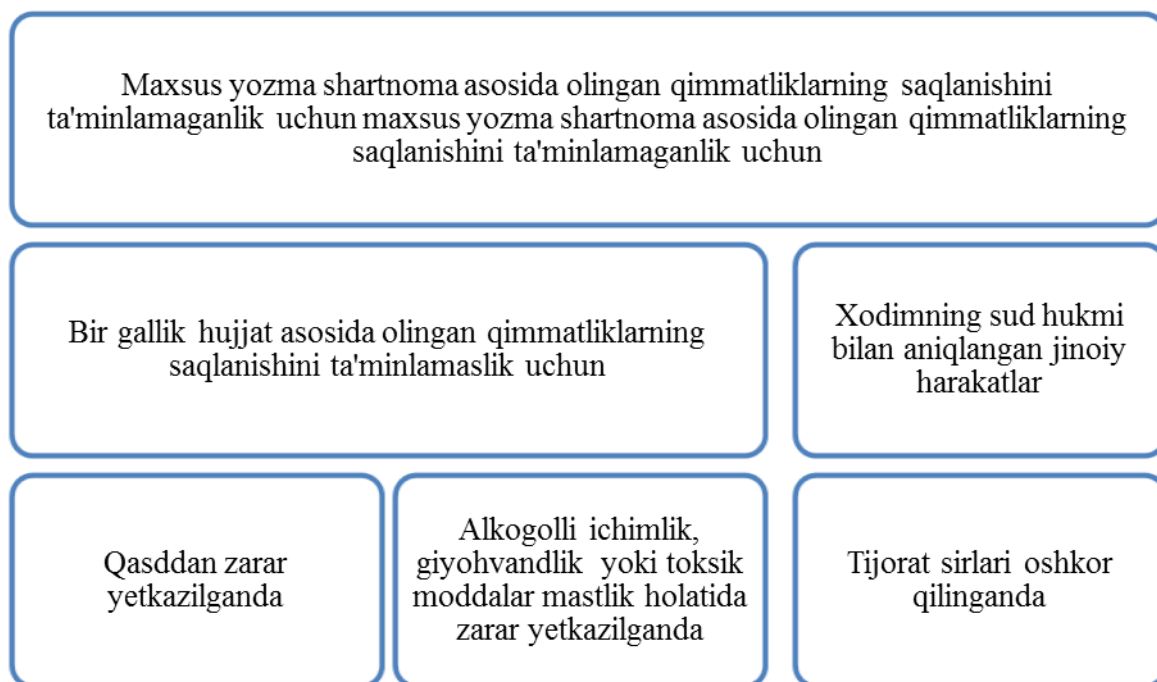 Maxsus yozma shartnoma asosida olingan qimmatliklarning saqlanishini
ta'minlamaganlik uchun maxsus yozma shartnoma asosida olingan qimmatliklarning
saqlanishini ta'minlamaganlik uchun
Bir gallik hujjat asosida olingan qimmatliklarning
saqlanishini ta'minlamaslik uchun
Xodimning sud hukmi
bilan aniqlangan jinoiy
harakatlar
Qasddan zarar
yetkazilganda
Alkogolli ichimlik,
giyohvandlik yoki toksik
moddalar mastlik holatida
zarar yetkazilganda
Tijorat sirlari oshkor
qilinganda